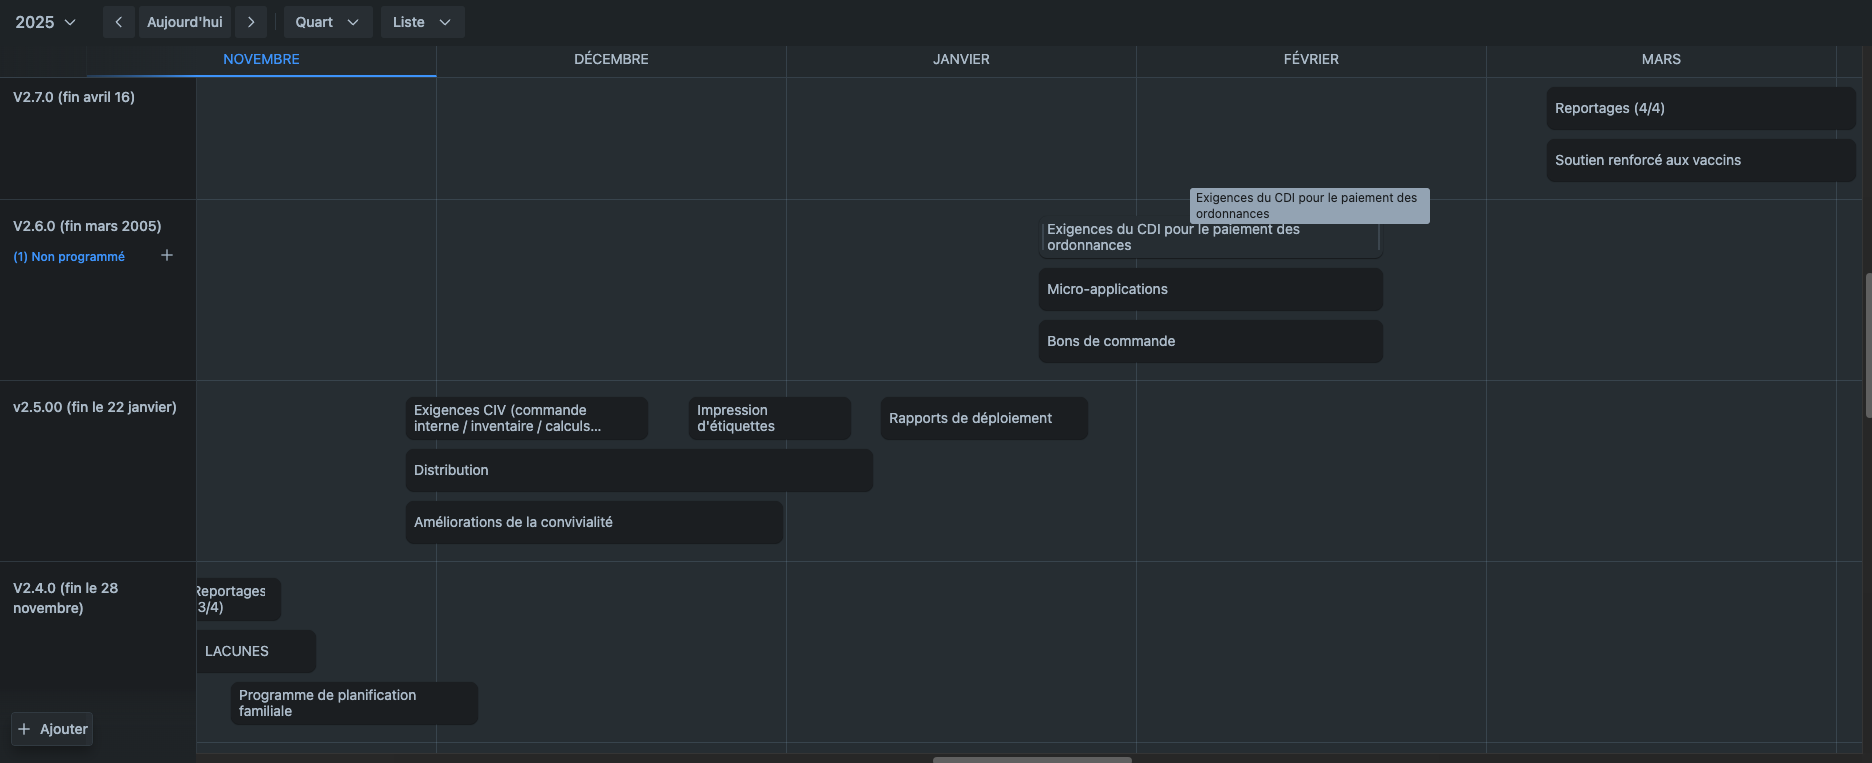 2025
Aujourd'hui
Quart
Liste
NOVEMBRE
DÉCEMBRE
JANVIER
FÉVRIER
MARS
V2.7.0 (fin avril 16)
Reportages (4/4)
Soutien renforcé aux vaccins
Exigences du CDI pour le paiement des
ordonnances
V2.6.0 (fin mars 2005)
(1) Non programmé
Exigences du CDI pour le paiement des
ordonnances
Micro-applications
Bons de commande
v2.5.00 (fin le 22 janvier)
Exigences CIV (commande
interne / inventaire / calculs...
Impression
d'étiquettes
Rapports de déploiement
Distribution
Améliorations de la convivialité
V2.4.0 (fin le 28
novembre)
Reportages
(3/4)
LACUNES
Programme de planification
familiale
Ajouter